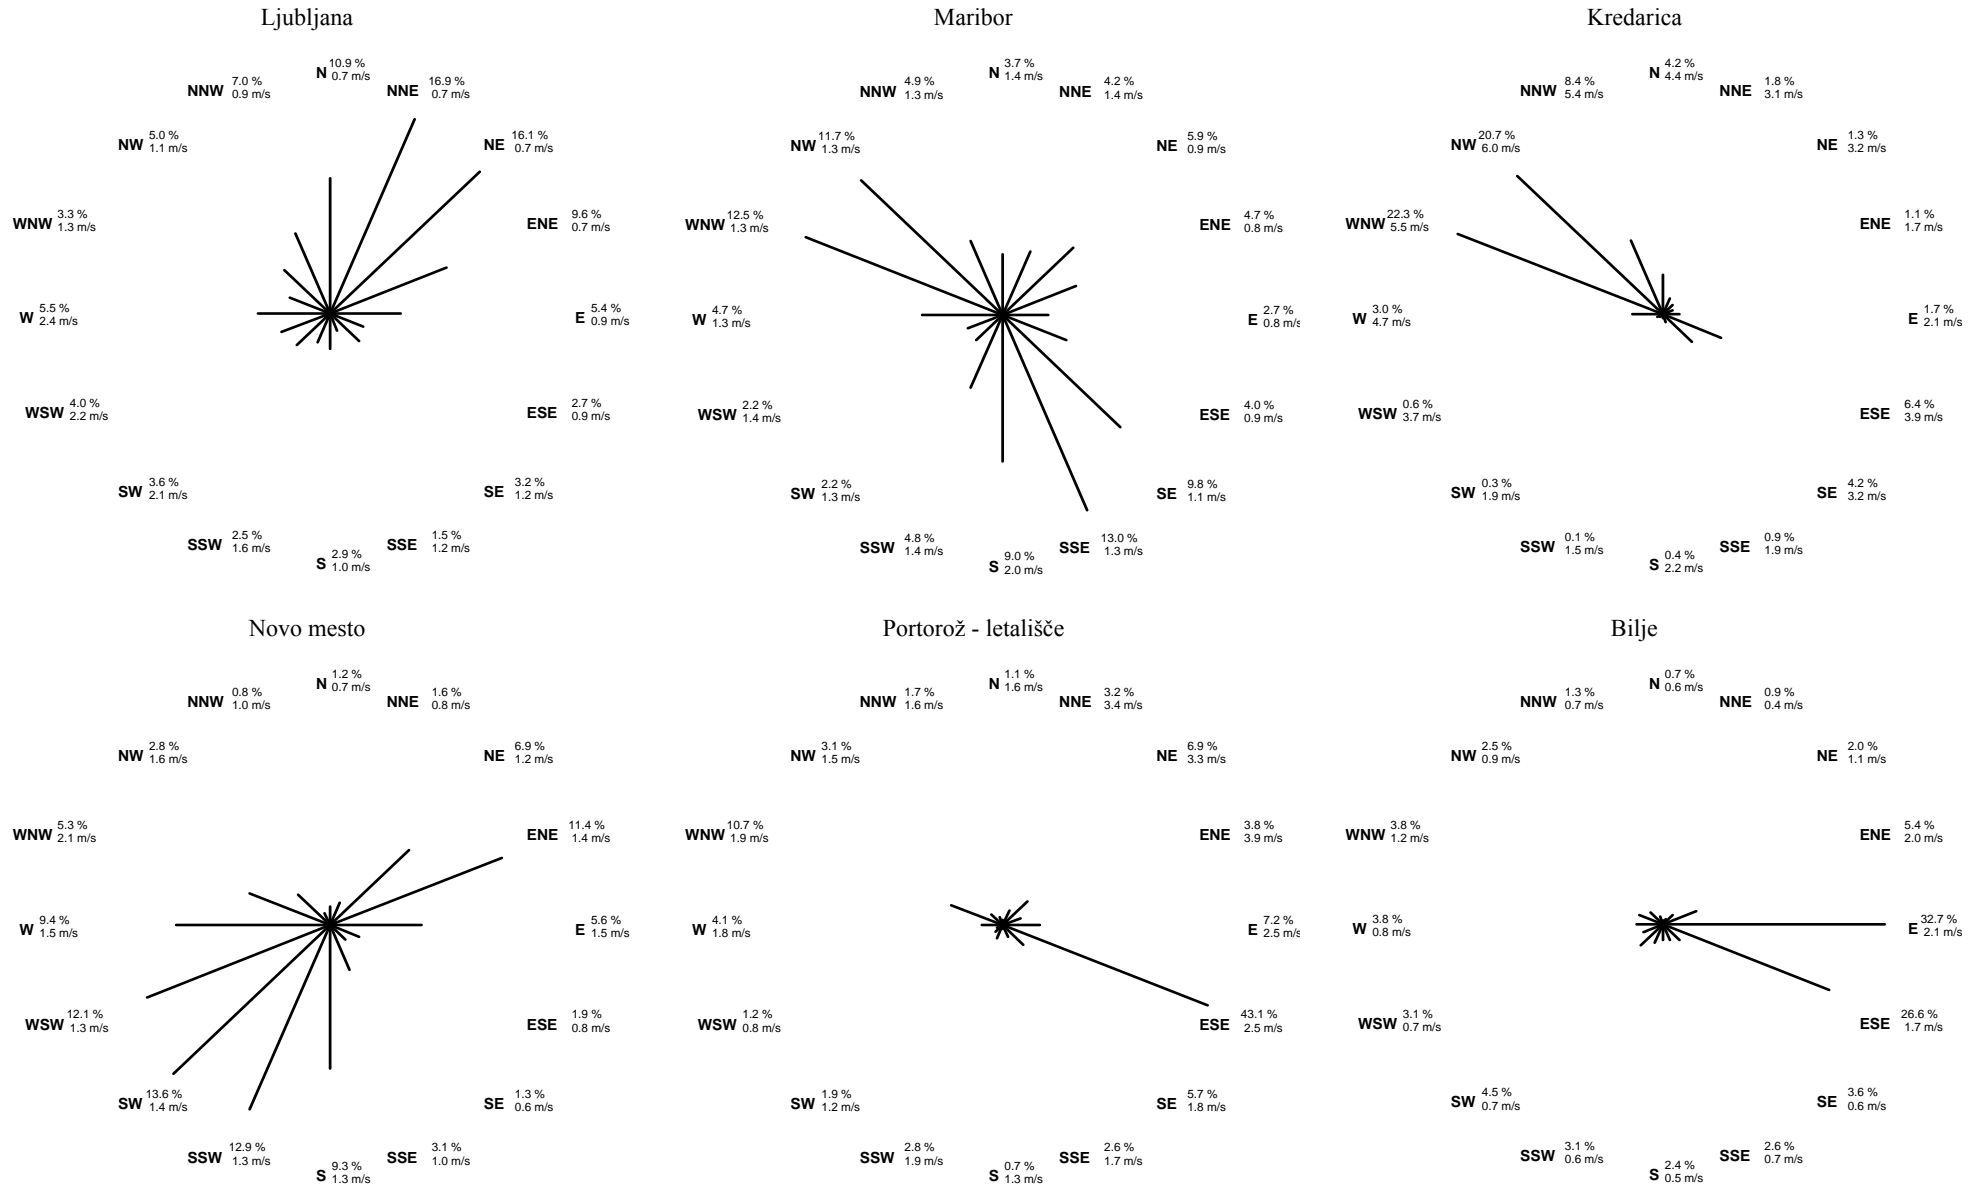 Ljubljana
N 10.9 %
0.7 m/s
NNE 16.9 %
0.7 m/s
NE 16.1 %
0.7 m/s
ENE 9.6 %
0.7 m/s
E 5.4 %
0.9 m/s
ESE 2.7 %
0.9 m/s
SE 3.2 %
1.2 m/s
SSE 1.5 %
1.2 m/s
S 2.9 %
1.0 m/s
SSW 2.5 %
1.6 m/s
SW 3.6 %
2.1 m/s
WSW 4.0 %
2.2 m/s
W 5.5 %
2.4 m/s
WNW 3.3 %
1.3 m/s
NW 5.0 %
1.1 m/s
NNW 7.0 %
0.9 m/s
Maribor
N 3.7 %
1.4 m/s
NNE 4.2 %
1.4 m/s
NE 5.9 %
0.9 m/s
ENE 4.7 %
0.8 m/s
E 2.7 %
0.8 m/s
ESE 4.0 %
0.9 m/s
SE 9.8 %
1.1 m/s
SSE 13.0 %
1.3 m/s
S 9.0 %
2.0 m/s
SSW 4.8 %
1.4 m/s
SW 2.2 %
1.3 m/s
WSW 2.2 %
1.4 m/s
W 4.7 %
1.3 m/s
WNW 12.5 %
1.3 m/s
NW 11.7 %
1.3 m/s
NNW 4.9 %
1.3 m/s
Kredarica
N 4.2 %
4.4 m/s
NNE 1.8 %
3.1 m/s
NE 1.3 %
3.2 m/s
ENE 1.1 %
1.7 m/s
E 1.7 %
2.1 m/s
ESE 6.4 %
3.9 m/s
SE 4.2 %
3.2 m/s
SSE 0.9 %
1.9 m/s
S 0.4 %
2.2 m/s
SSW 0.1 %
1.5 m/s
SW 0.3 %
1.9 m/s
WSW 0.6 %
3.7 m/s
W 3.0 %
4.7 m/s
WNW 22.3 %
5.5 m/s
NW 20.7 %
6.0 m/s
NNW 8.4 %
5.4 m/s
Novo mesto
N 1.2 %
0.7 m/s
NNE 1.6 %
0.8 m/s
NE 6.9 %
1.2 m/s
ENE 11.4 %
1.4 m/s
E 5.6 %
1.5 m/s
ESE 1.9 %
0.8 m/s
SE 1.3 %
0.6 m/s
SSE 3.1 %
1.0 m/s
S 9.3 %
1.3 m/s
SSW 12.9 %
1.3 m/s
SW 13.6 %
1.4 m/s
WSW 12.1 %
1.3 m/s
W 9.4 %
1.5 m/s
WNW 5.3 %
2.1 m/s
NW 2.8 %
1.6 m/s
NNW 0.8 %
1.0 m/s
Portorož - letališče
N 1.1 %
1.6 m/s
NNE 3.2 %
3.4 m/s
NE 6.9 %
3.3 m/s
ENE 3.8 %
3.9 m/s
E 7.2 %
2.5 m/s
ESE 43.1 %
2.5 m/s
SE 5.7 %
1.8 m/s
SSE 2.6 %
1.7 m/s
S 0.7 %
1.3 m/s
SSW 2.8 %
1.9 m/s
SW 1.9 %
1.2 m/s
WSW 1.2 %
0.8 m/s
W 4.1 %
1.8 m/s
WNW 10.7 %
1.9 m/s
NW 3.1 %
1.5 m/s
NNW 1.7 %
1.6 m/s
Bilje
N 0.7 %
0.6 m/s
NNE 0.9 %
0.4 m/s
NE 2.0 %
1.1 m/s
ENE 5.4 %
2.0 m/s
E 32.7 %
2.1 m/s
ESE 26.6 %
1.7 m/s
SE 3.6 %
0.6 m/s
SSE 2.6 %
0.7 m/s
S 2.4 %
0.5 m/s
SSW 3.1 %
0.6 m/s
SW 4.5 %
0.7 m/s
WSW 3.1 %
0.7 m/s
W 3.8 %
0.8 m/s
WNW 3.8 %
1.2 m/s
NW 2.5 %
0.9 m/s
NNW 1.3 %
0.7 m/s